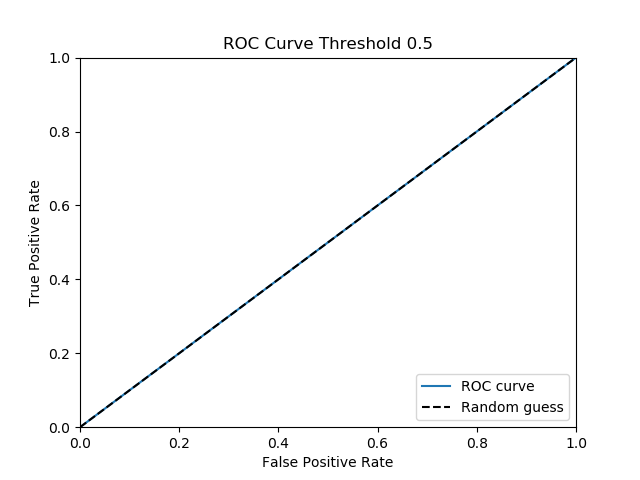 ROC Curve Threshold 0.5
True Positive Rate
1.0
0.8
0.6
0.4
0.2
0.0
0.0 0.2 0.4 0.6 0.8 1.0
False Positive Rate
ROC curve
Random guess